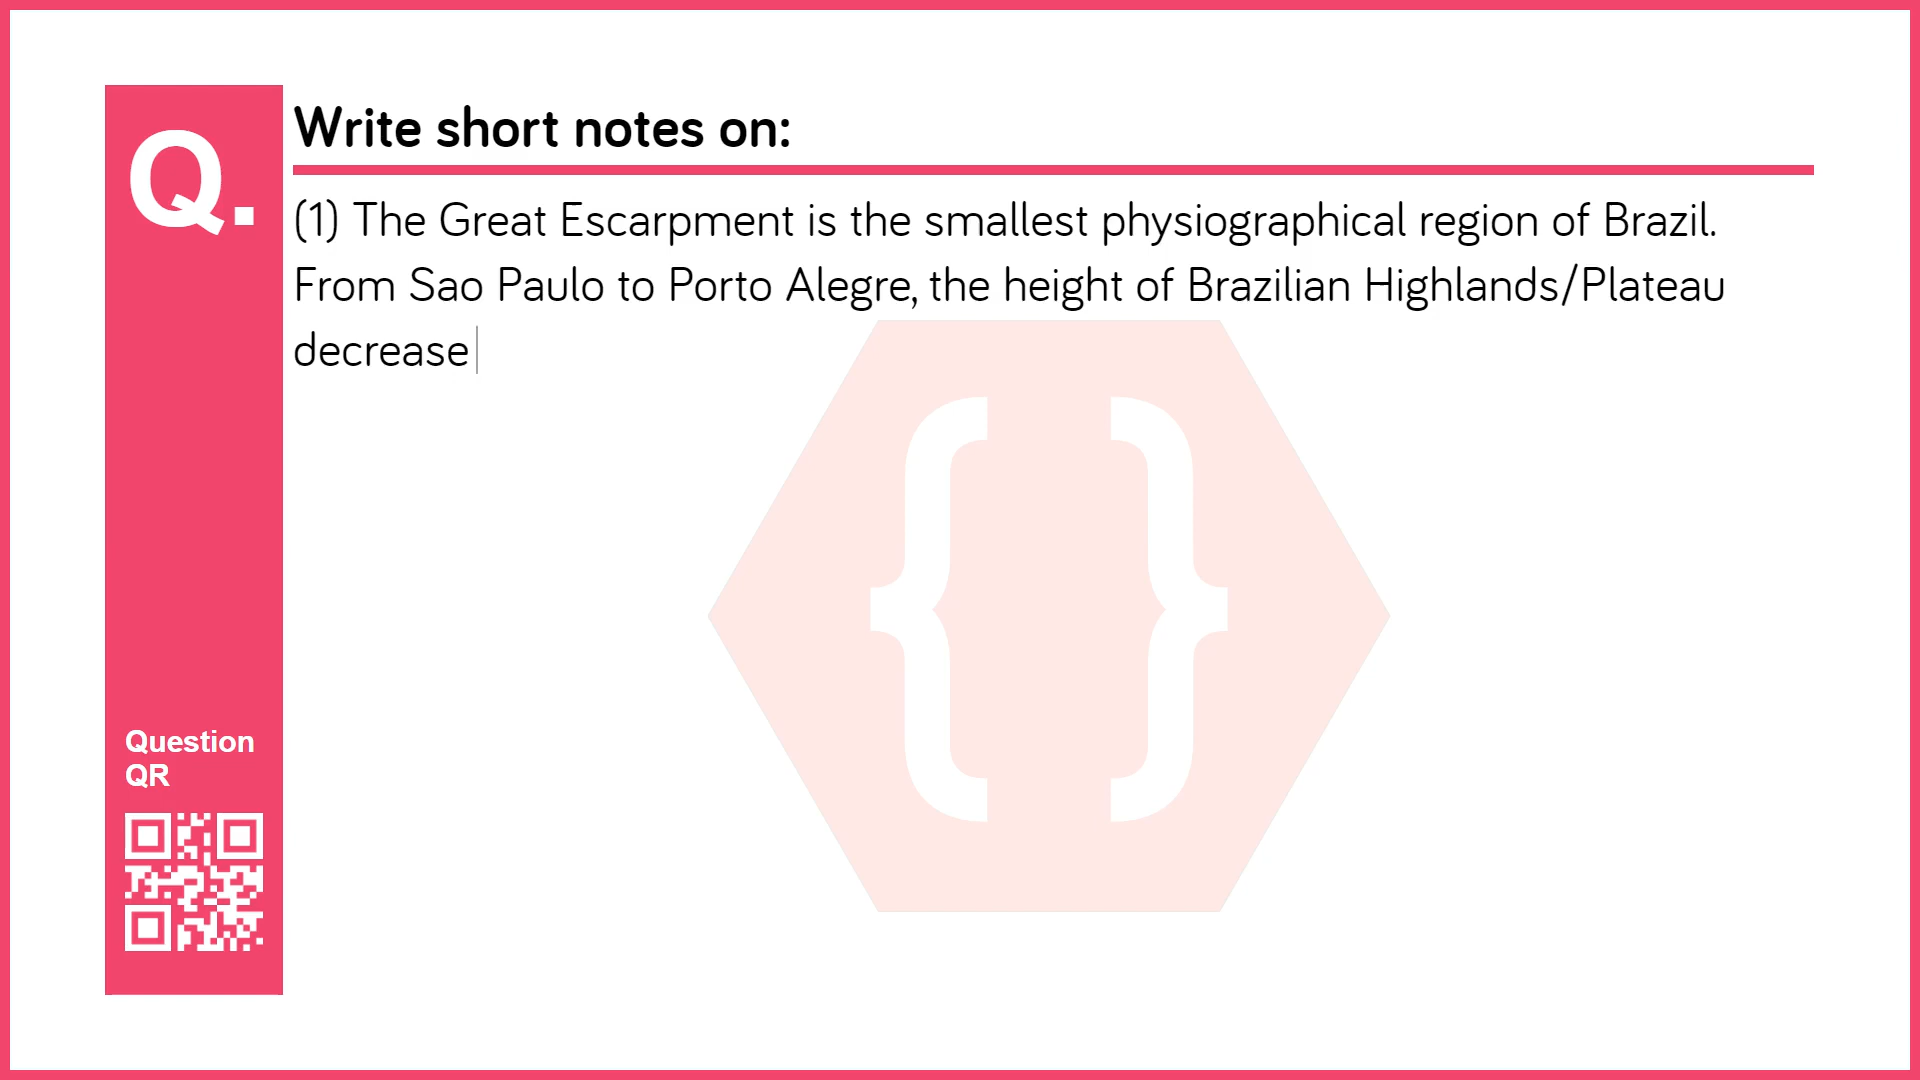 Q.
Write short notes on:
(1) The Great Escarpment is the smallest physiographical region of Brazil.
From Sao Paulo to Porto Alegre, the height of Brazilian Highlands/Plateau
decrease
Question
QR
{ }